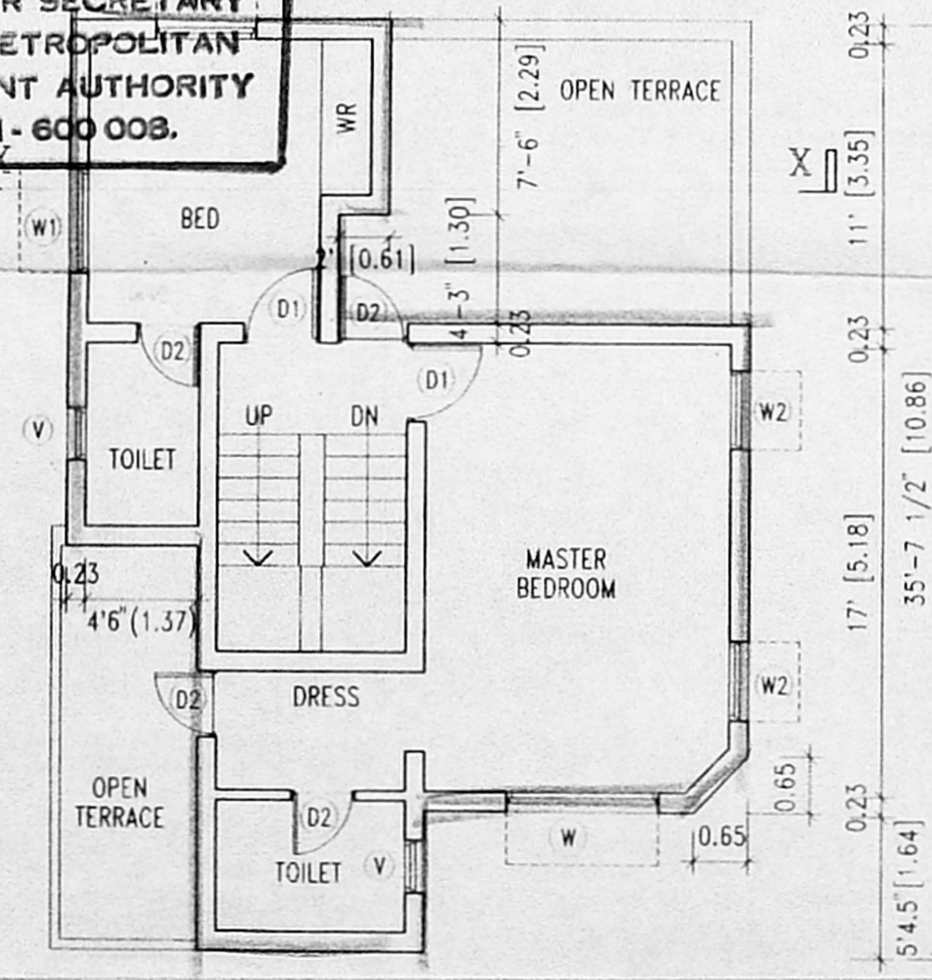 R SECRETARY
ETROPOLITAN
NT AUTHORITY
- 600 008.
WR
7'-6" [2.29]
OPEN TERRACE
0.23
X
11' [3.35]
W1
BED
2' [0.61]
4'-3" [1.30]
D1
D2
0.23
0.23
D2
D1
UP
DN
W2
V
TOILET
35'-7 1/2" [10.86]
MASTER
BEDROOM
17' [5.18]
0.23
4'6" (1.37)
D2
DRESS
W2
OPEN
TERRACE
D2
0.65
0.23
W
0.65
TOILET
V
5'4.5" [1.64]